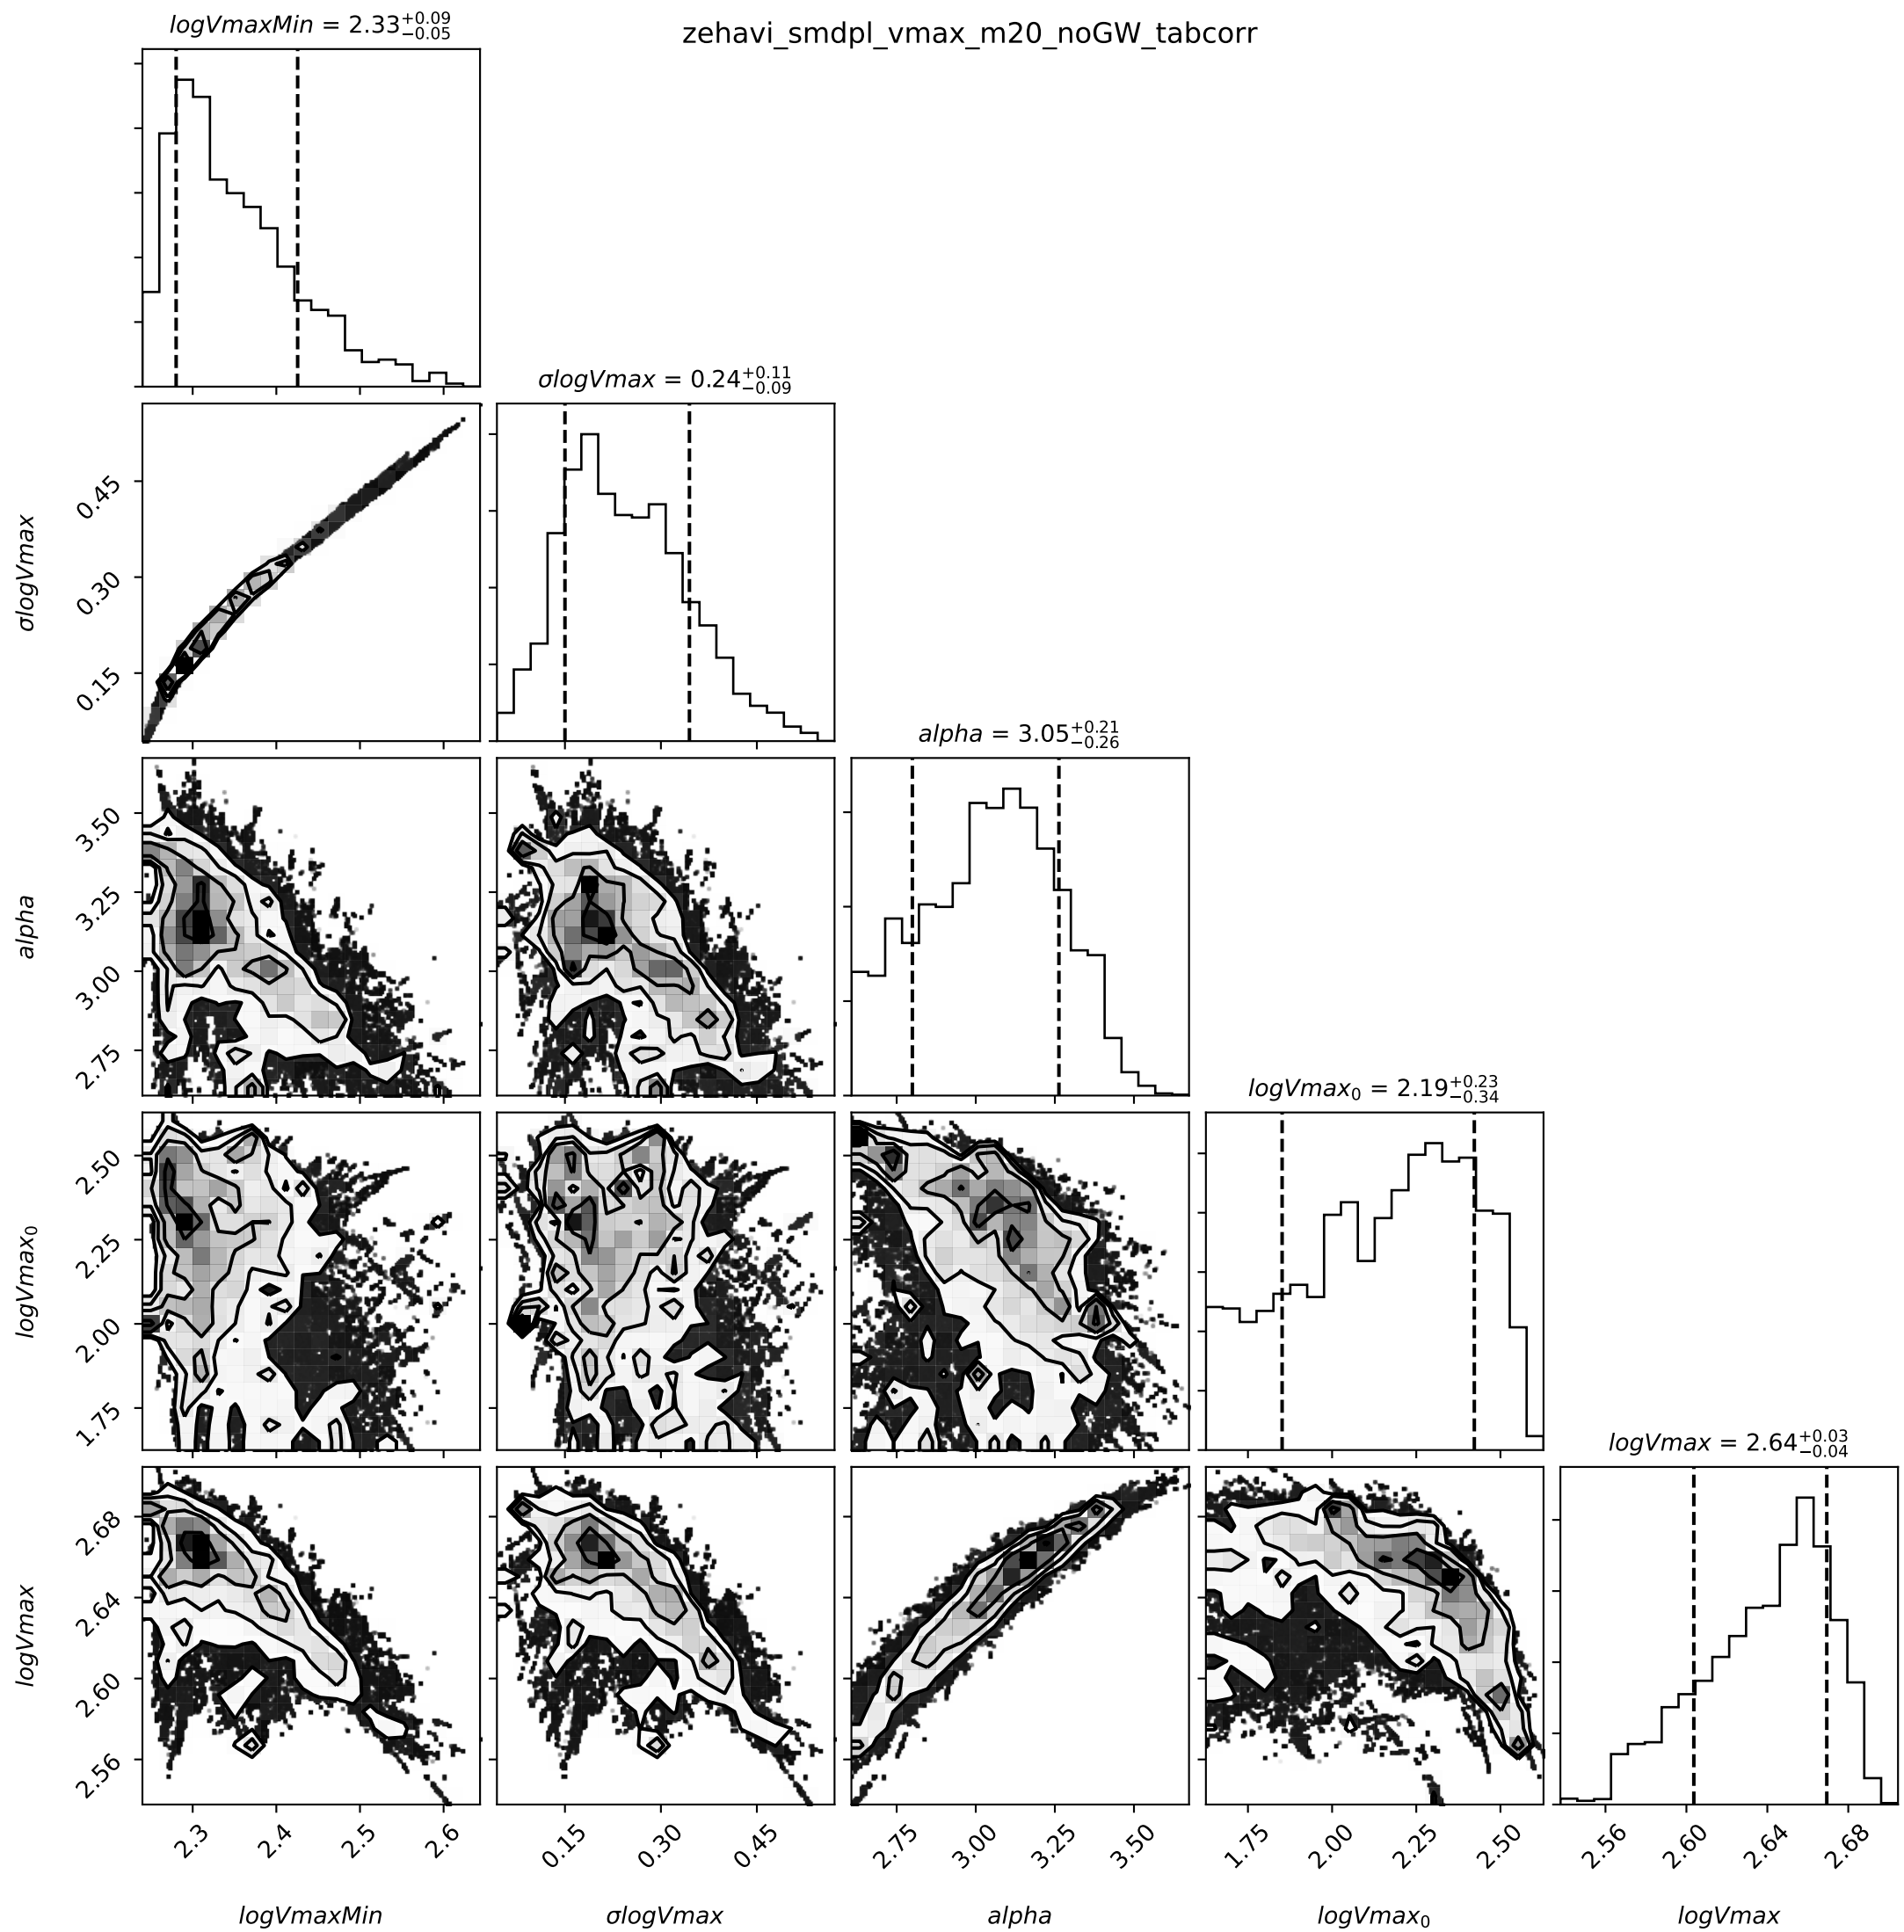 zehavi_smdpl_vmax_m20_noGW_tabcorr
logVmaxMin = 2.33+0.09−0.05
σlogVmax = 0.24+0.11−0.09
σlogVmax
0.45
0.30
0.15
alpha = 3.05+0.21−0.26
alpha
3.50
3.25
3.00
2.75
logVmax0 = 2.19+0.23−0.34
logVmax0
2.50
2.25
2.00
1.75
logVmax = 2.64+0.03−0.04
logVmax
2.68
2.64
2.60
2.56
2.3 2.4 2.5 2.6 0.15 0.30 0.45 2.75 3.00 3.25 3.50 1.75 2.00 2.25 2.50 2.56 2.60 2.64 2.68
logVmaxMin σlogVmax alpha logVmax0 logVmax